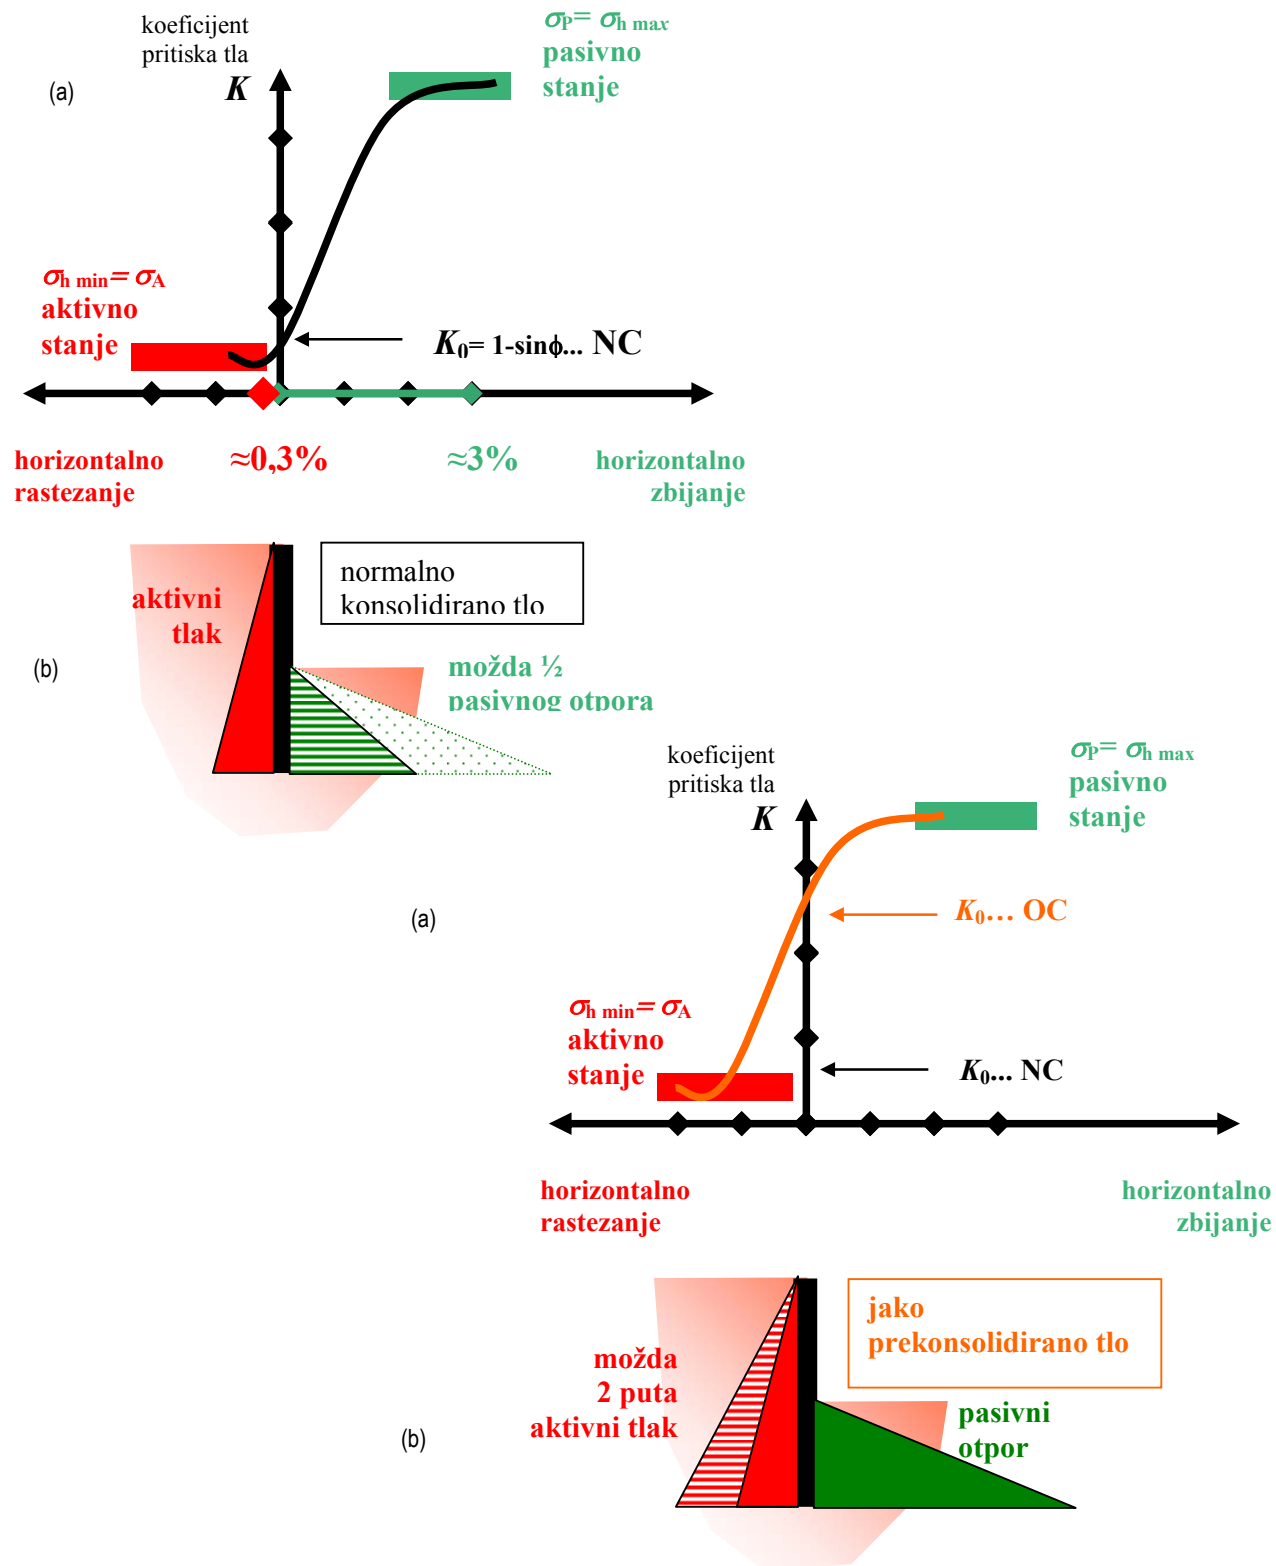 koeficijent
pritiska tla
K
(a)
σP= σh max
pasivno
stanje
σh min= σA
aktivno
stanje
K0= 1-sinϕ... NC
≈0,3%
≈3%
horizontalno
rastezanje
horizontalno
zbijanje
normalno
konsolidirano tlo
aktivni
tlak
(b)
možda ½
pasivnog otpora
koeficijent
pritiska tla
K
σP= σh max
pasivno
stanje
(a)
K0… OC
σh min= σA
aktivno
stanje
K0... NC
horizontalno
rastezanje
horizontalno
zbijanje
jako
prekonsolidirano tlo
možda
2 puta
aktivni tlak
(b)
pasivni
otpor